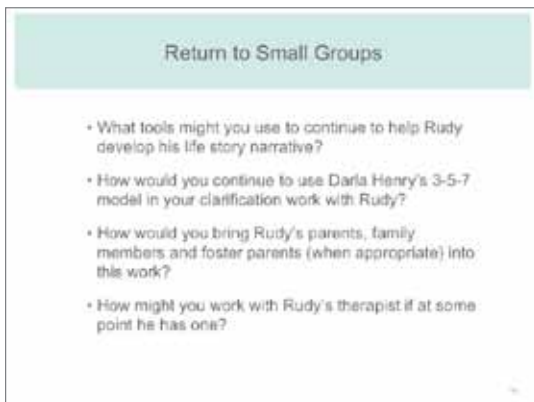 Return to Small Groups
• What tools might you use to continue to help Rudy
develop his life story narrative?
• How would you continue to use Darla Henry's 3-5-7
model in your clarification work with Rudy?
• How would you bring Rudy's parents, family
members and foster parents (when appropriate) into
this work?
• How might you work with Rudy's therapist if at some
point he has one?